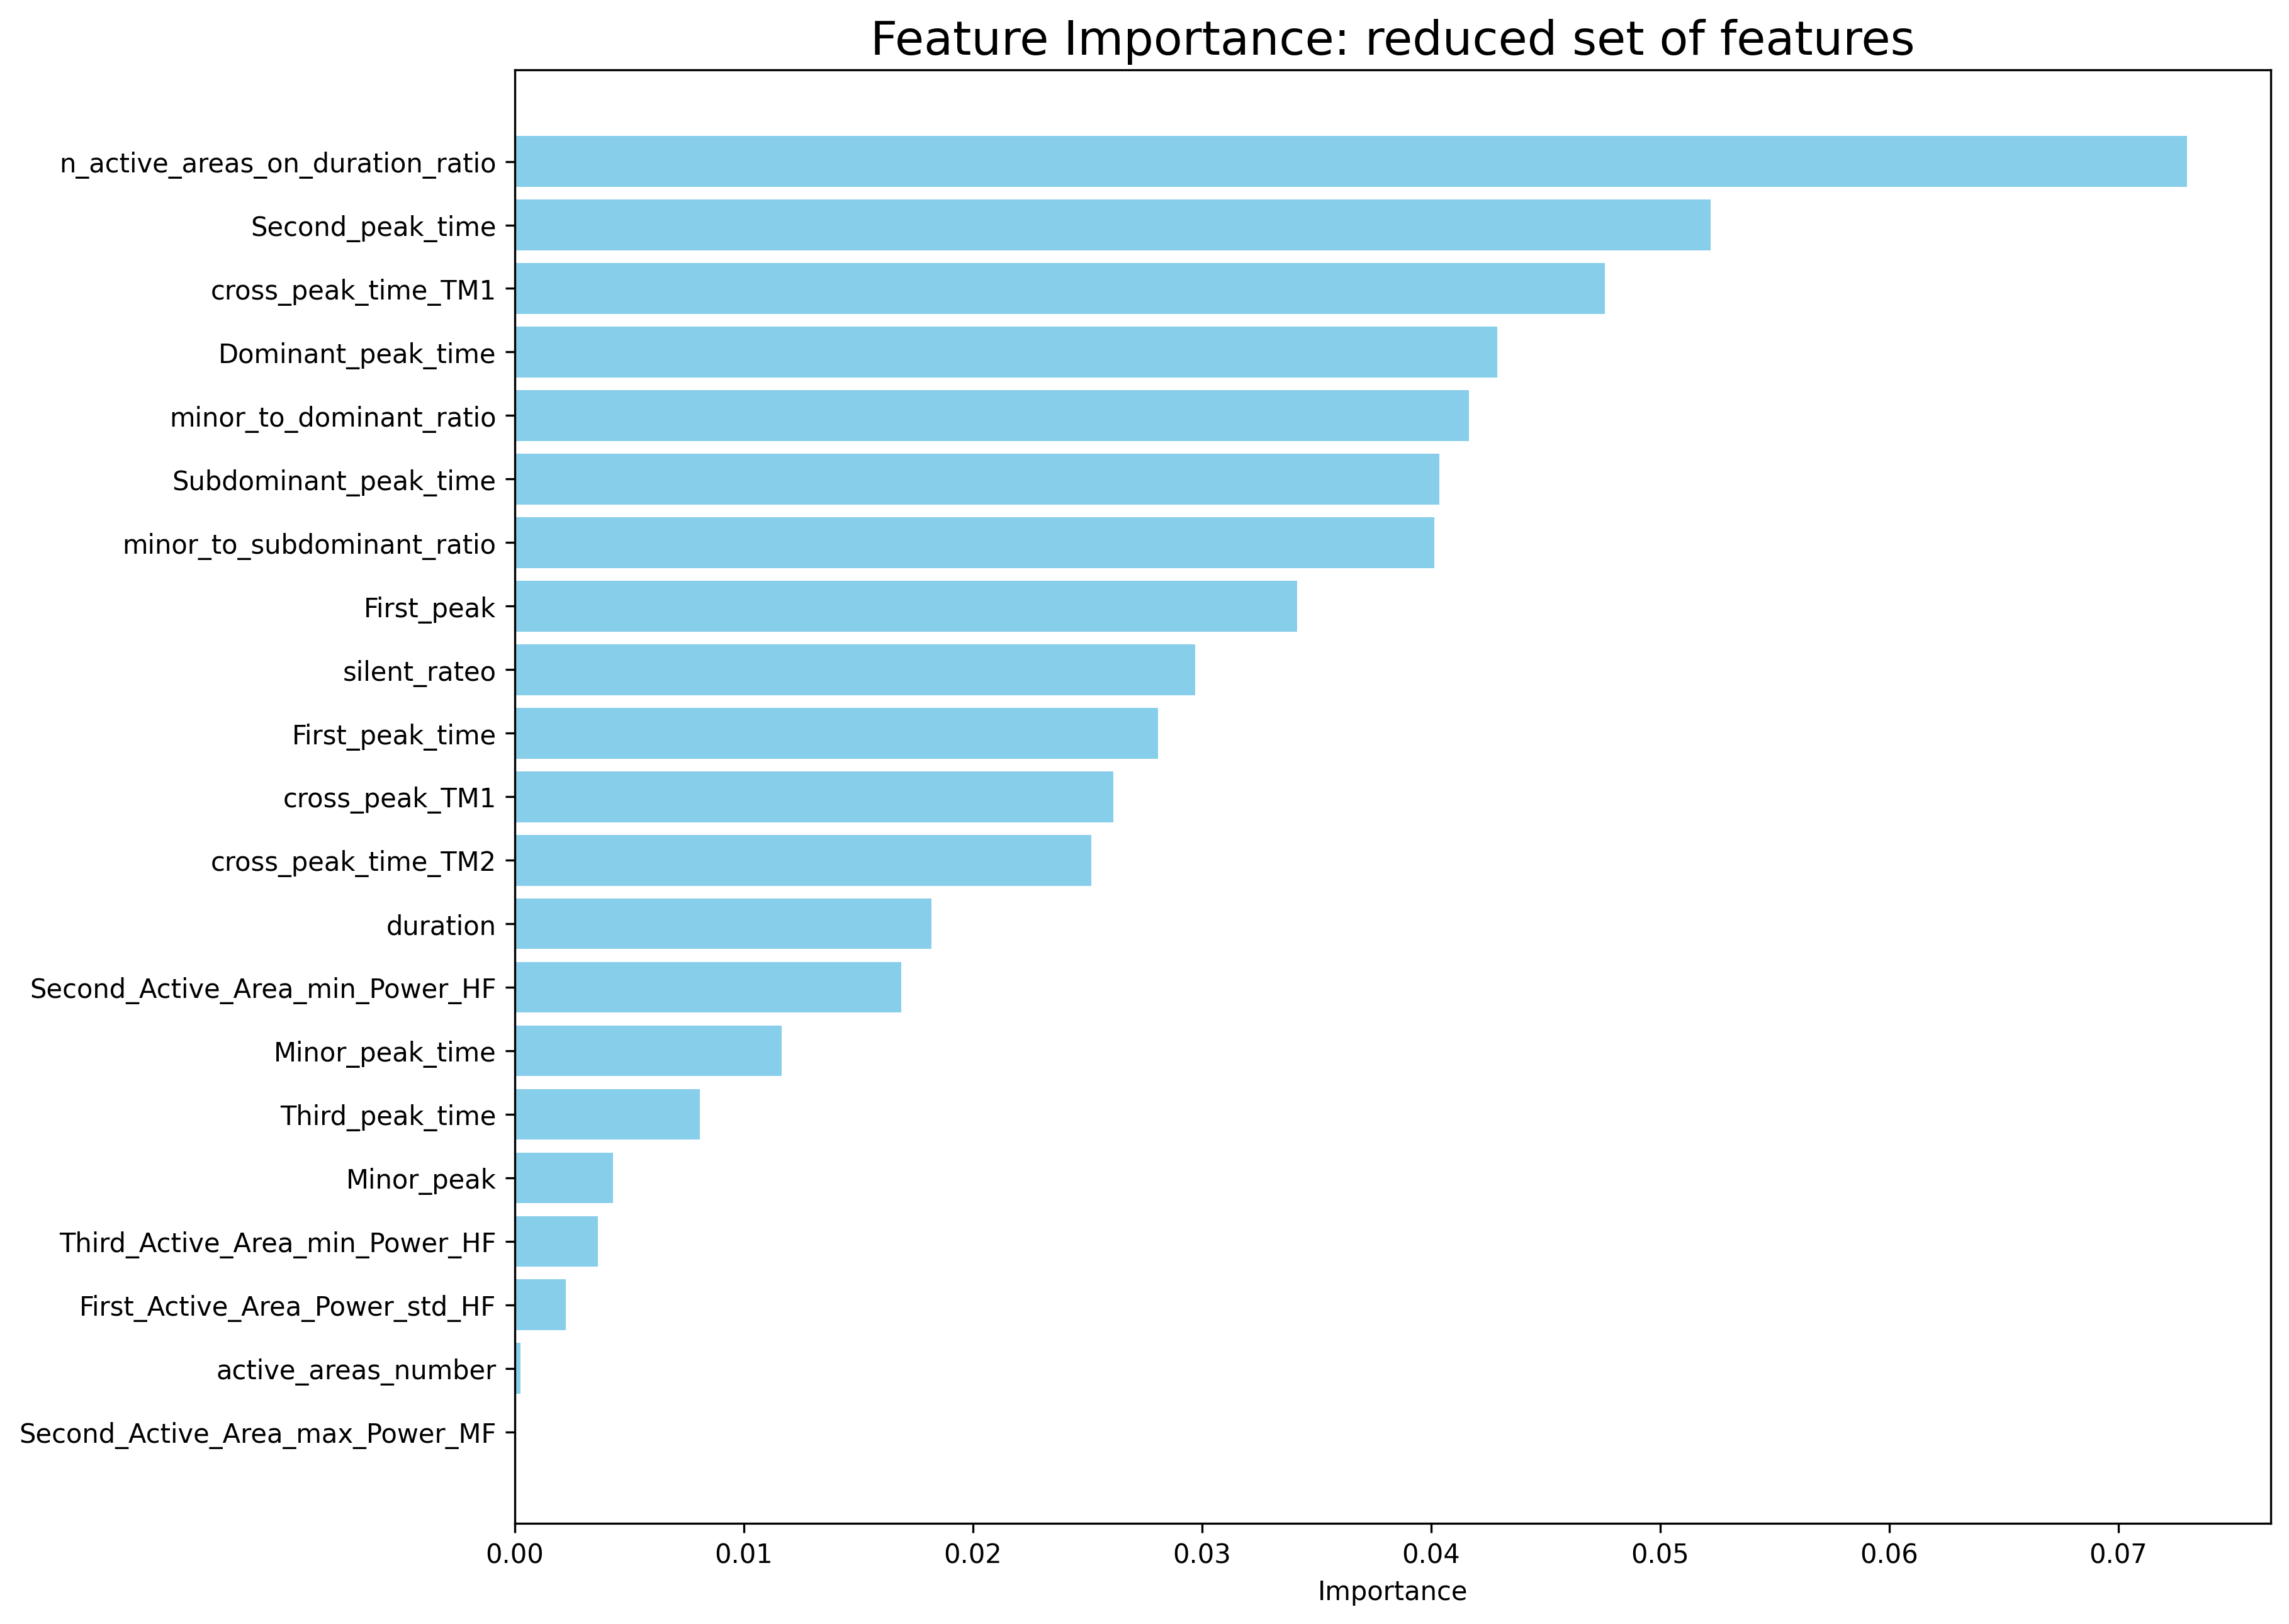 Feature Importance: reduced set of features
n_active_areas_on_duration_ratio
Second_peak_time
cross_peak_time_TM1
Dominant_peak_time
minor_to_dominant_ratio
Subdominant_peak_time
minor_to_subdominant_ratio
First_peak
silent_rateo
First_peak_time
cross_peak_TM1
cross_peak_time_TM2
duration
Second_Active_Area_min_Power_HF
Minor_peak_time
Third_peak_time
Minor_peak
Third_Active_Area_min_Power_HF
First_Active_Area_Power_std_HF
active_areas_number
Second_Active_Area_max_Power_MF
0.00 0.01 0.02 0.03 0.04 0.05 0.06 0.07
Importance